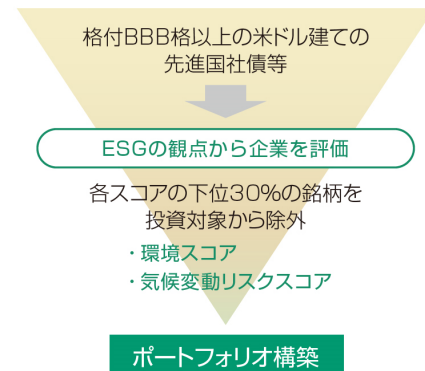 格付BBB格以上の米ドル建ての
先進国社債等
ESGの観点から企業を評価
各スコアの下位30%の銘柄を
投資対象から除外
・環境スコア
・気候変動リスクスコア
ポートフォリオ構築